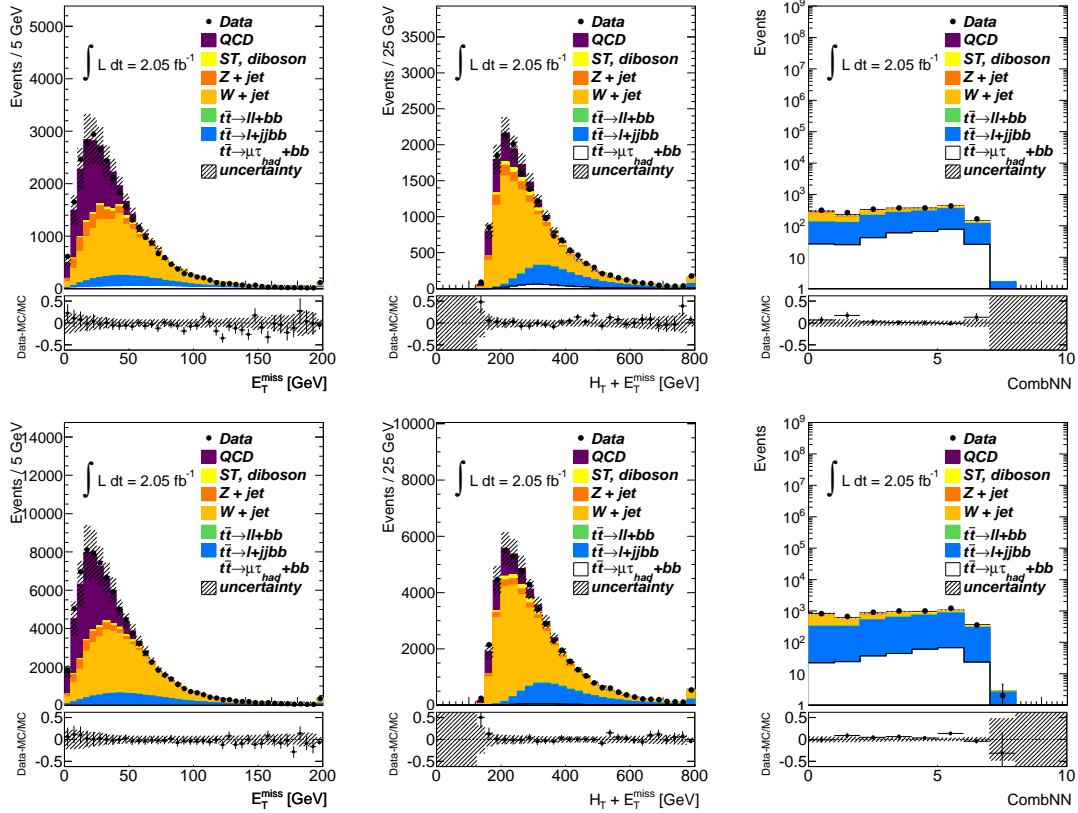 Events / 5 GeV
5000
4000
3000
2000
1000
0
∫ L dt = 2.05 fb⁻¹
Data
QCD
ST, diboson
Z + jet
W + jet
tt̄→ll+bb
tt̄→l+jjbb
tt̄→μτ_had+bb
uncertainty
Data-MC/MC
0.5
0
-0.5
0 50 100 150 200
E_T^miss [GeV]
Events / 25 GeV
3500
3000
2500
2000
1500
1000
500
0
∫ L dt = 2.05 fb⁻¹
Data
QCD
ST, diboson
Z + jet
W + jet
tt̄→ll+bb
tt̄→l+jjbb
tt̄→μτ_had+bb
uncertainty
Data-MC/MC
0.5
0
-0.5
0 200 400 600 800
H_T + E_T^miss [GeV]
Events
10⁹
10⁸
10⁷
10⁶
10⁵
10⁴
10³
10²
10
1
∫ L dt = 2.05 fb⁻¹
Data
QCD
ST, diboson
Z + jet
W + jet
tt̄→ll+bb
tt̄→l+jjbb
tt̄→μτ_had+bb
uncertainty
Data-MC/MC
0.5
0
-0.5
0 5 10
CombNN
Events / 5 GeV
14000
12000
10000
8000
6000
4000
2000
0
∫ L dt = 2.05 fb⁻¹
Data
QCD
ST, diboson
Z + jet
W + jet
tt̄→ll+bb
tt̄→l+jjbb
tt̄→μτ_had+bb
uncertainty
Data-MC/MC
0.5
0
-0.5
0 50 100 150 200
E_T^miss [GeV]
Events / 25 GeV
10000
8000
6000
4000
2000
0
∫ L dt = 2.05 fb⁻¹
Data
QCD
ST, diboson
Z + jet
W + jet
tt̄→ll+bb
tt̄→l+jjbb
tt̄→μτ_had+bb
uncertainty
Data-MC/MC
0.5
0
-0.5
0 200 400 600 800
H_T + E_T^miss [GeV]
Events
10⁹
10⁸
10⁷
10⁶
10⁵
10⁴
10³
10²
10
1
∫ L dt = 2.05 fb⁻¹
Data
QCD
ST, diboson
Z + jet
W + jet
tt̄→ll+bb
tt̄→l+jjbb
tt̄→μτ_had+bb
uncertainty
Data-MC/MC
0.5
0
-0.5
0 5 10
CombNN